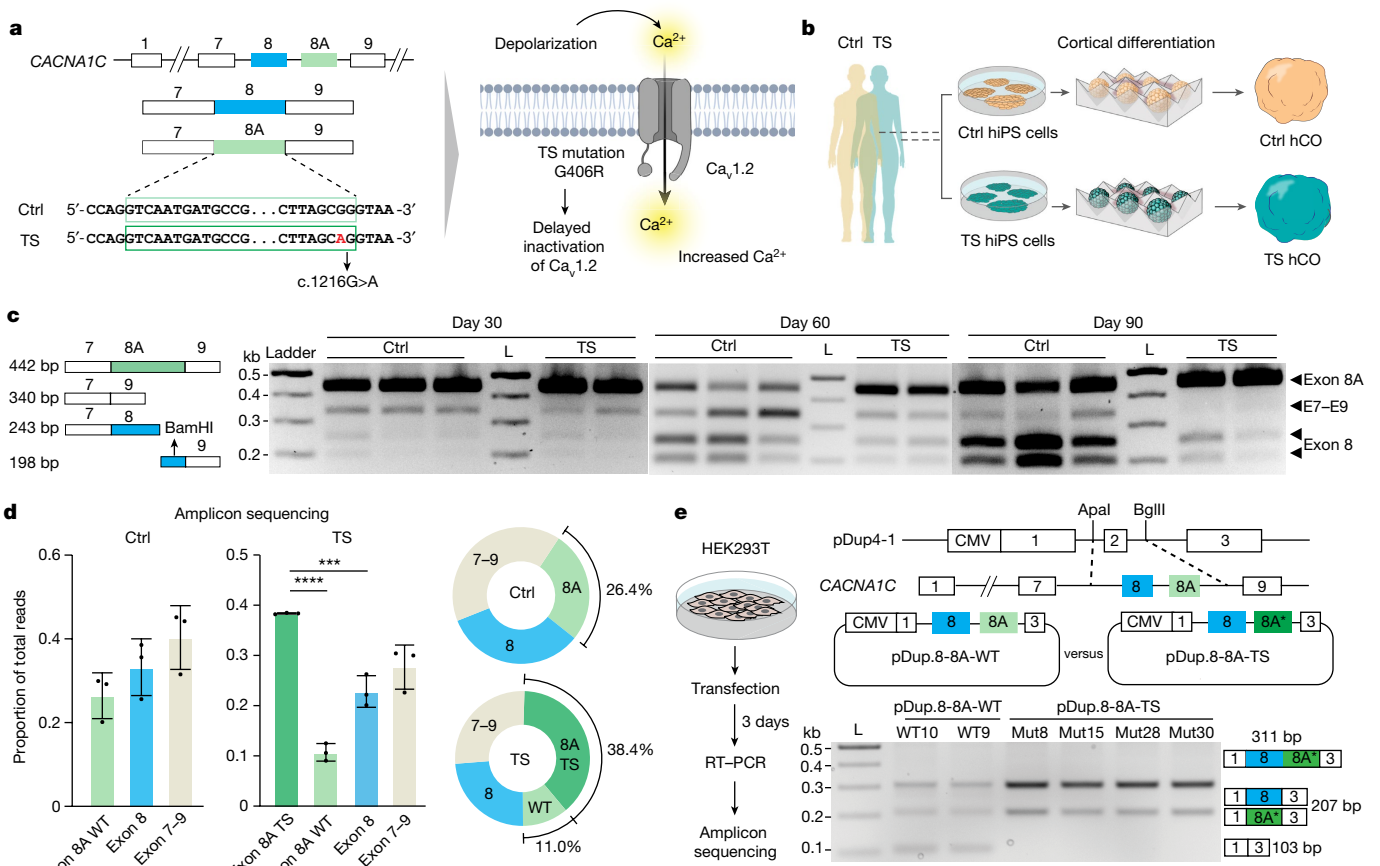 a
1 7 8 8A 9
CACNA1C
7 8 9
7 8A 9
Ctrl 5′-CCAGGTCAATGATGCCG...CTTAGCGGGTAA-3′
TS 5′-CCAGGTCAATGATGCCG...CTTAGCAGGTAA-3′
c.1216G>A
Depolarization
Ca2+
TS mutation
G406R
Cav1.2
Delayed
inactivation
of Cav1.2
Ca2+
Increased Ca2+
b
Ctrl TS
Cortical differentiation
Ctrl hiPS cells
Ctrl hCO
TS hiPS cells
TS hCO
c
7 8A 9
442 bp
7 9
340 bp
7 8
243 bp
BamHI
9
198 bp
Day 30 Day 60 Day 90
kb Ladder Ctrl L TS Ctrl L TS Ctrl L TS
0.5
0.4
0.3
0.2
Exon 8A
E7–E9
Exon 8
d
Amplicon sequencing
Ctrl TS
Proportion of total reads
0.6
0.4
0.2
0
Exon 8
Exon 7–9
0.5
0.4
0.3
0.2
0.1
0
***
****
Exon 8A TS
Exon 8A WT
Exon 8
Exon 7–9
7–9
8A
Ctrl
8
26.4%
7–9
8A
TS
TS
8
WT
38.4%
11.0%
e
HEK293T
Transfection
3 days
RT–PCR
Amplicon
sequencing
ApaI BglII
pDup4-1 CMV 1 2 3
CACNA1C
1 7 8 8A 9
CMV 1 8 8A 3
pDup.8-8A-WT
versus
CMV 1 8 8A* 3
pDup.8-8A-TS
pDup.8-8A-WT pDup.8-8A-TS
kb L WT10 WT9 Mut8 Mut15 Mut28 Mut30
0.5
0.4
0.3
0.2
0.1
311 bp
1 8 8A* 3
1 8 3
207 bp
1 8A* 3
1 3 103 bp